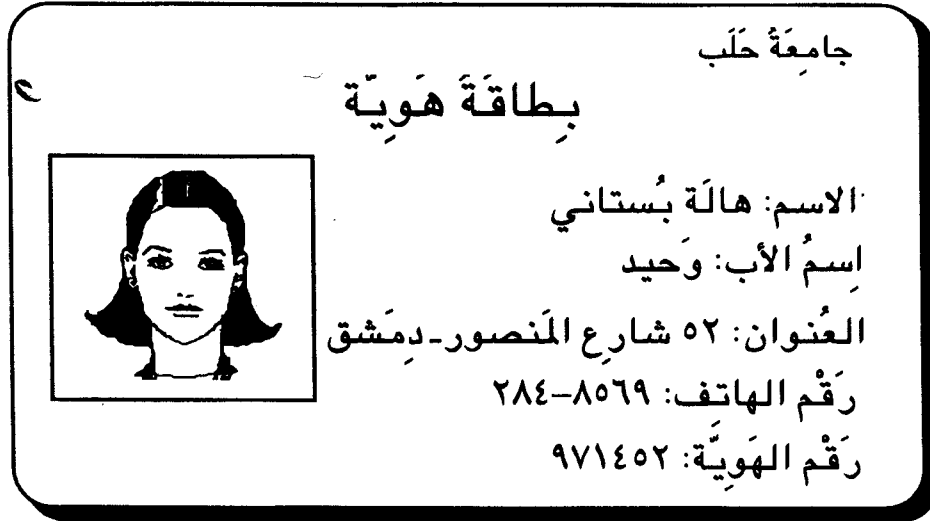 جامِعَةُ حَلَب
بِطاقَةَ هَوِيّة
الاسم: هالَة بُستاني
اِسمُ الأب: وَحيد
العُنوان: ٥٢ شارِع المَنصور-دِمَشق
رَقْم الهاتف: ٨٥٦٩–٢٨٤
رَقْم الهَوِيَّة: ٩٧١٤٥٢